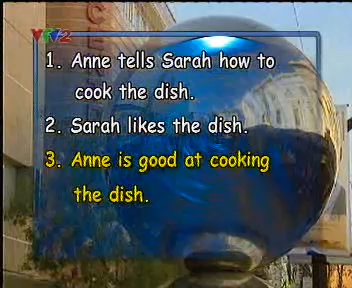 VTV2
1. Anne tells Sarah how to
cook the dish.
2. Sarah likes the dish.
3. Anne is good at cooking
the dish.